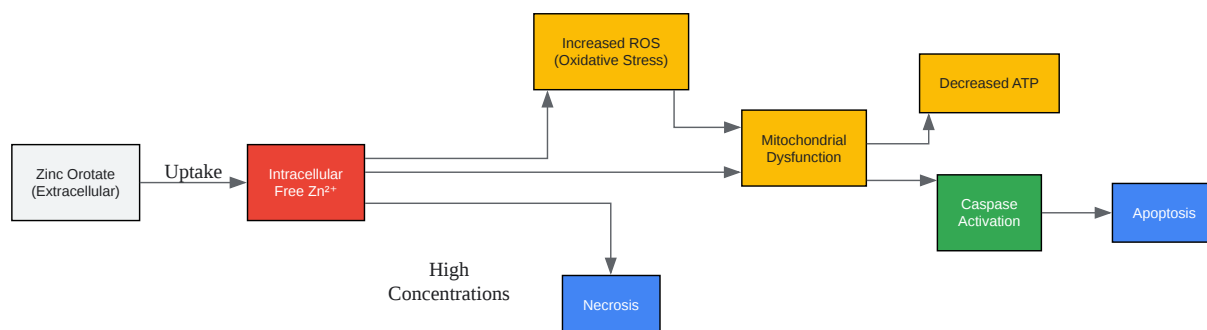 Zinc Orotate
(Extracellular)
Uptake
Intracellular
Free Zn²⁺
Increased ROS
(Oxidative Stress)
Mitochondrial
Dysfunction
Decreased ATP
Caspase
Activation
Apoptosis
High
Concentrations
Necrosis